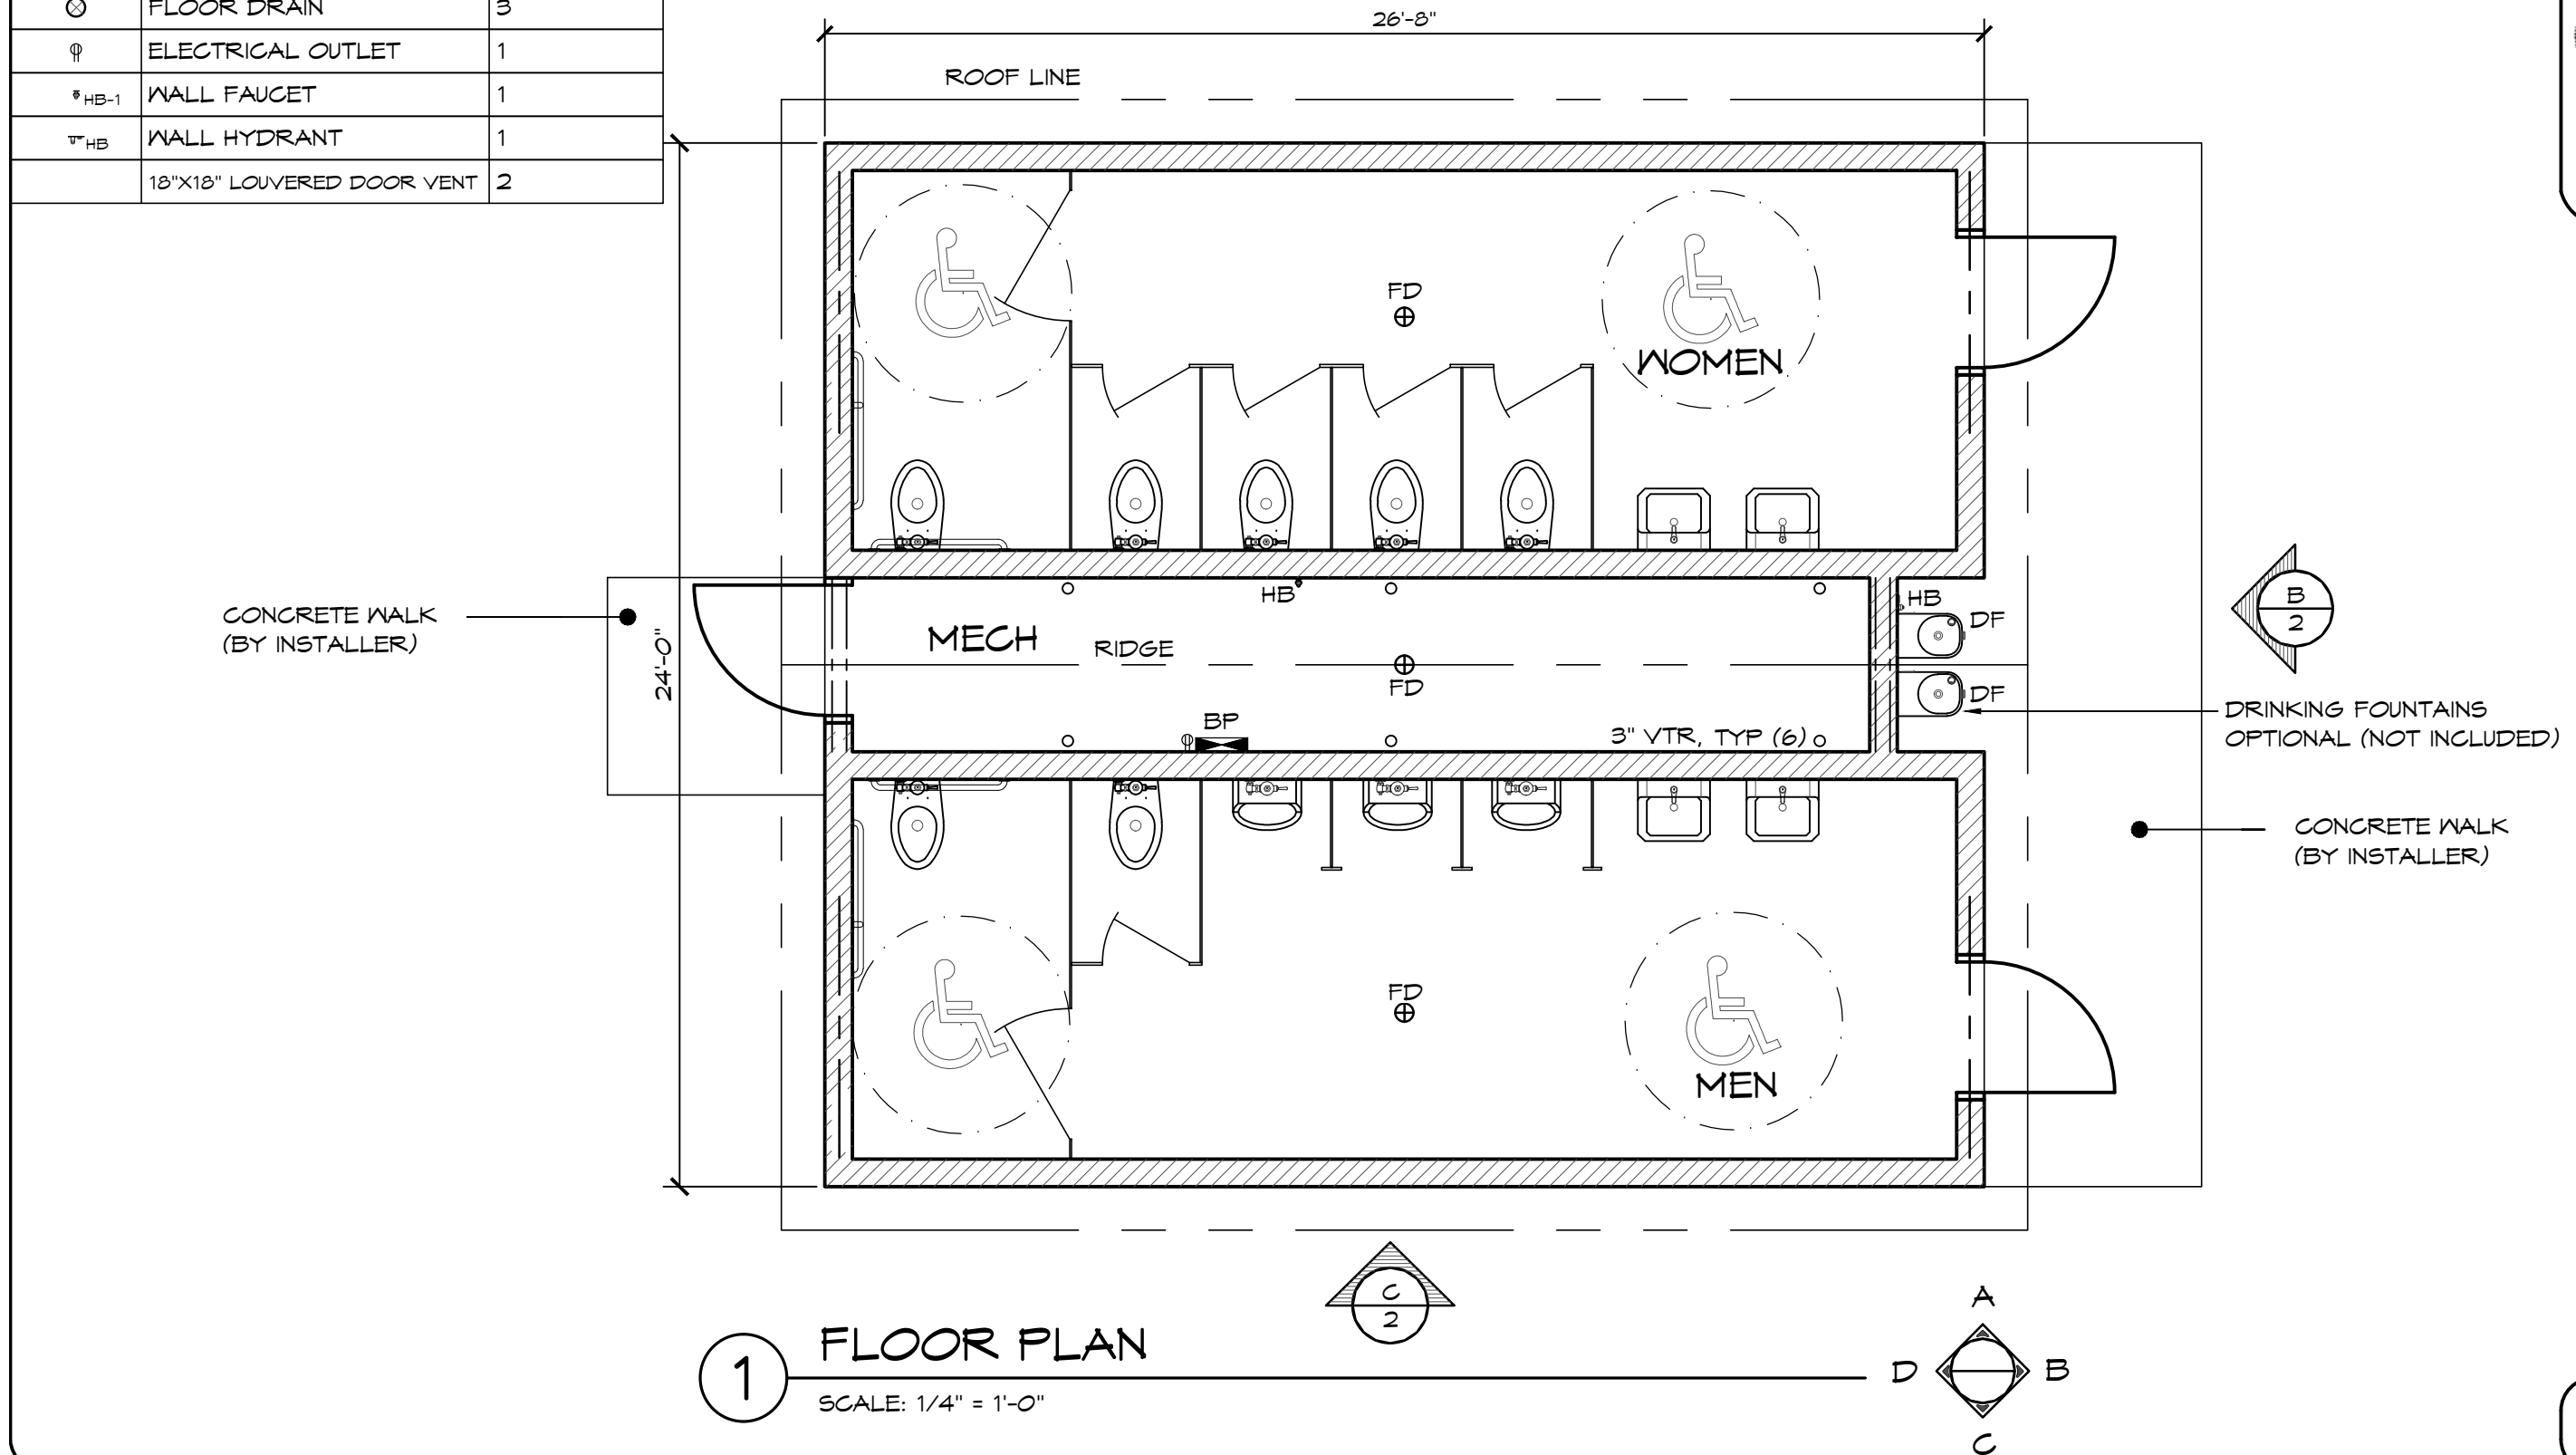 FLOOR DRAIN 3
ELECTRICAL OUTLET 1
HB-1 WALL FAUCET 1
HB WALL HYDRANT 1
18"X18" LOUVERED DOOR VENT 2
26'-8"
ROOF LINE
FD
WOMEN
CONCRETE WALK
(BY INSTALLER)
24'-0"
HB
MECH
RIDGE
FD
BP
3" VTR, TYP (6)
HB
DF
DF
B
2
DRINKING FOUNTAINS
OPTIONAL (NOT INCLUDED)
CONCRETE WALK
(BY INSTALLER)
FD
MEN
C
2
1
FLOOR PLAN
SCALE: 1/4" = 1'-0"
A
D
B
C